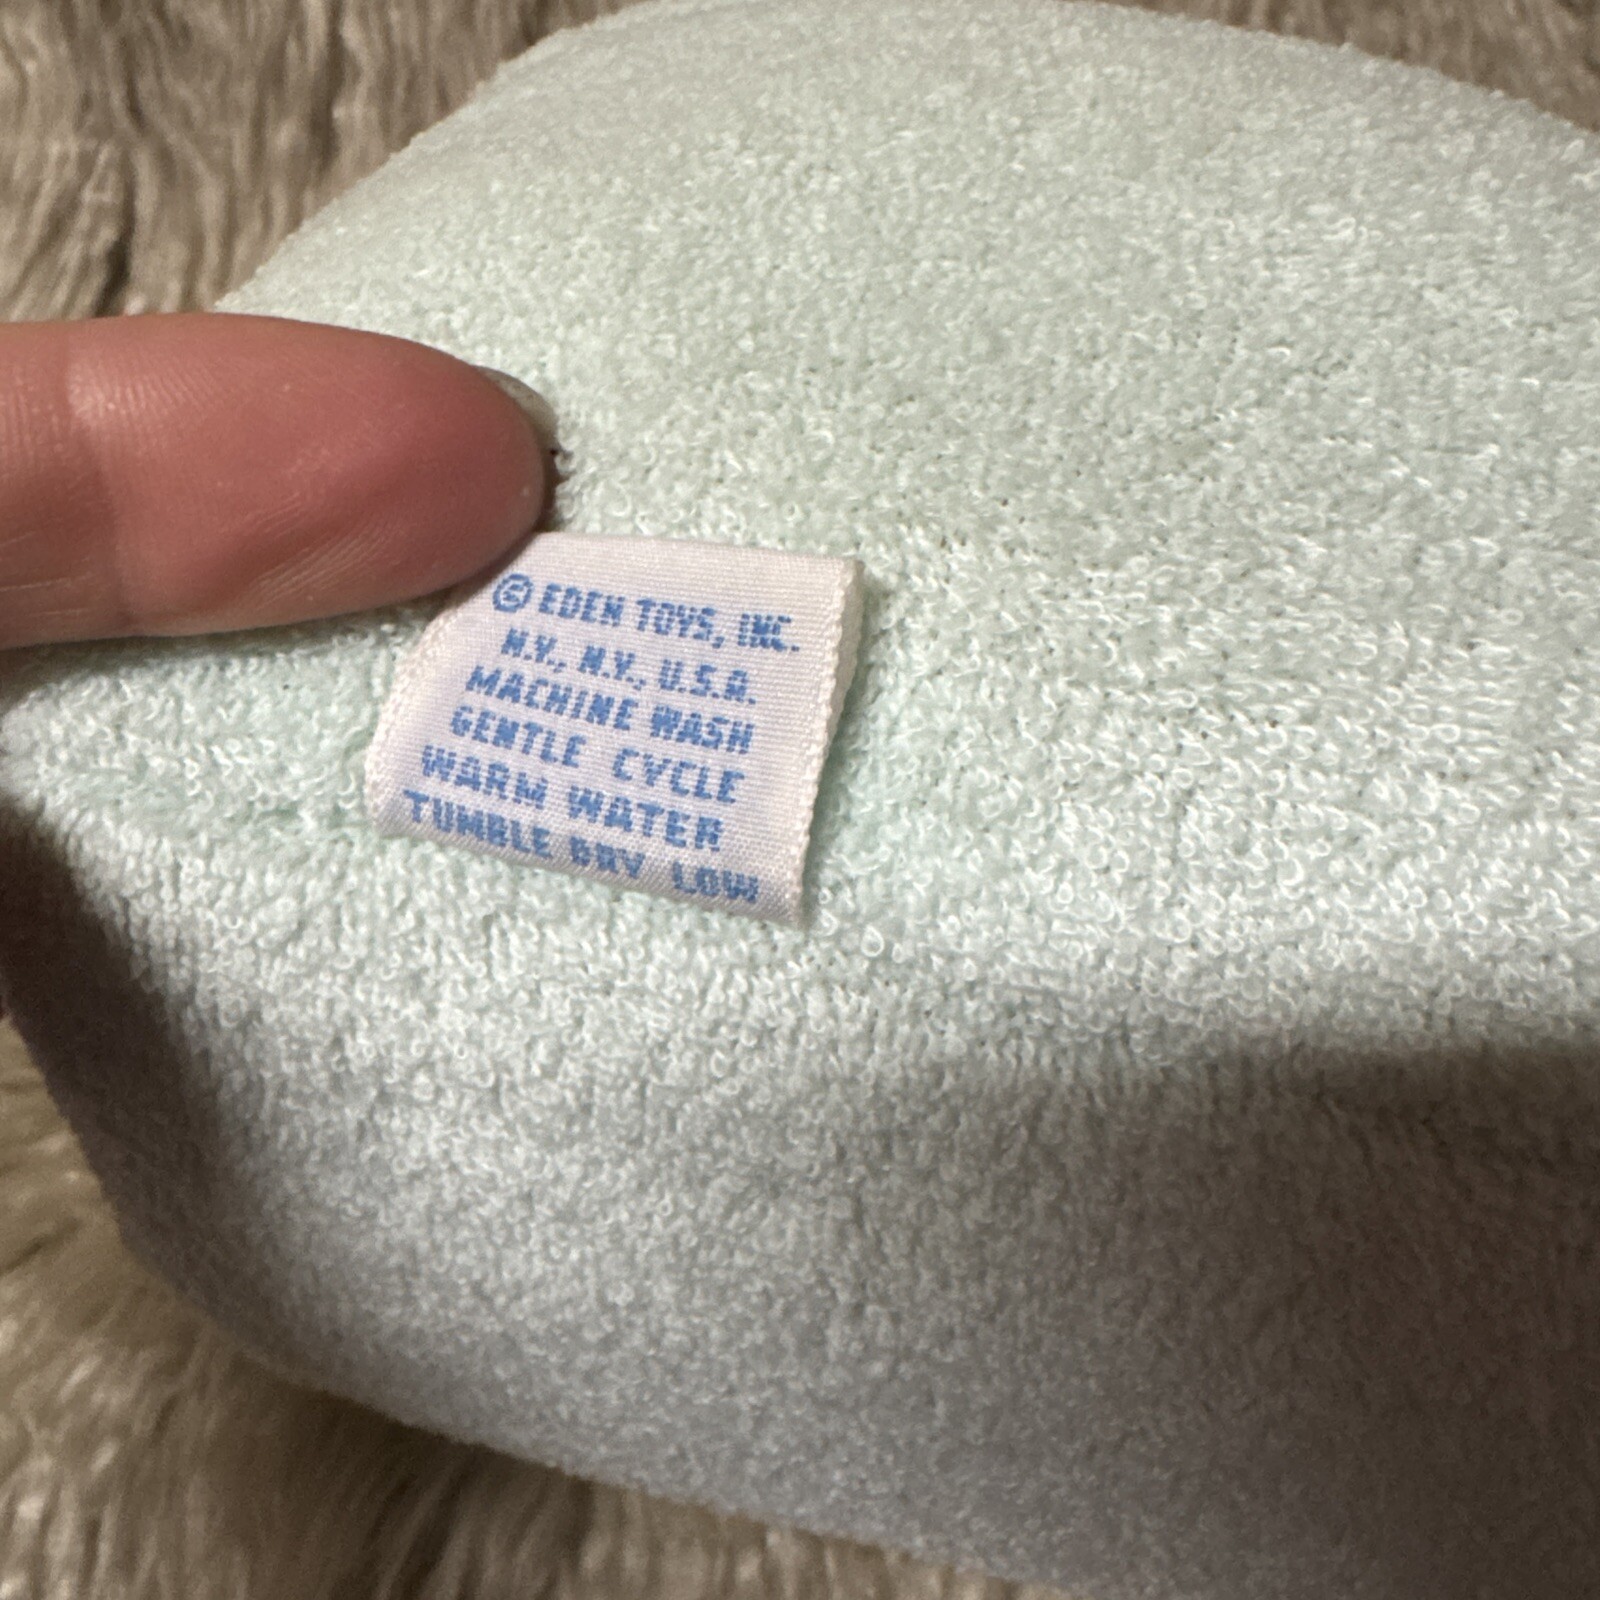 © EDEN TOYS, INC.
N.Y., N.Y., U.S.A.
MACHINE WASH
GENTLE CYCLE
WARM WATER
TUMBLE DRY LOW